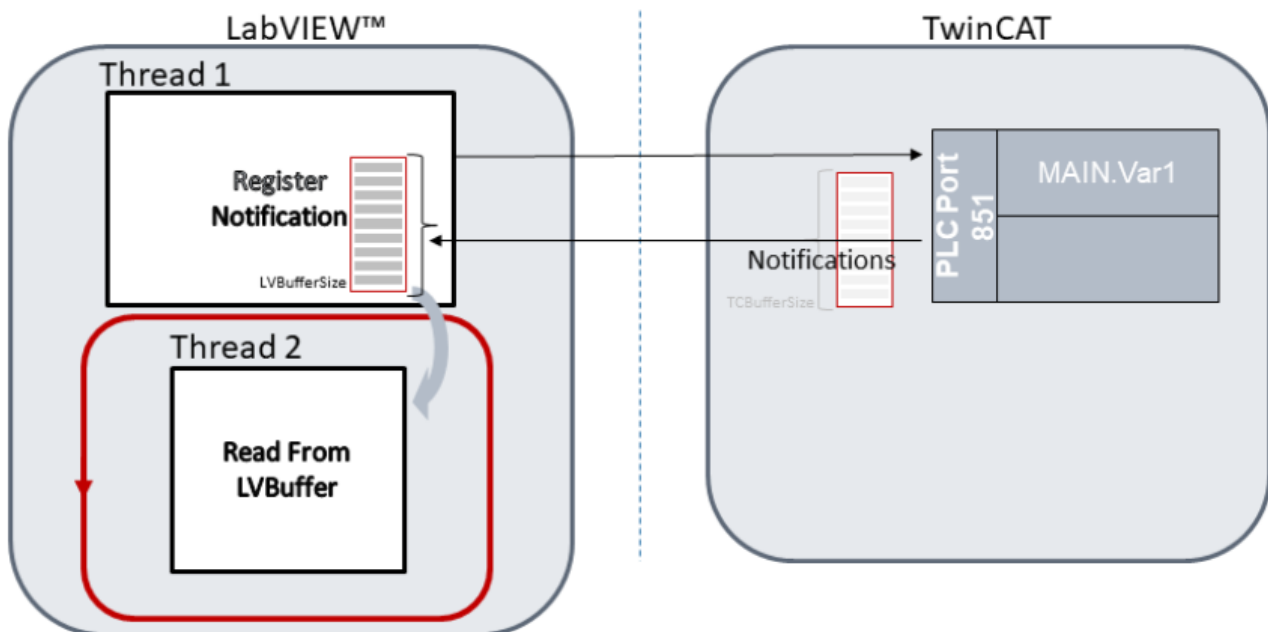 LabVIEW™
Thread 1
Register
Notification
LVBufferSize
Thread 2
Read From
LVBuffer
TwinCAT
PLC Port
851
MAIN.Var1
Notifications
TCBufferSize